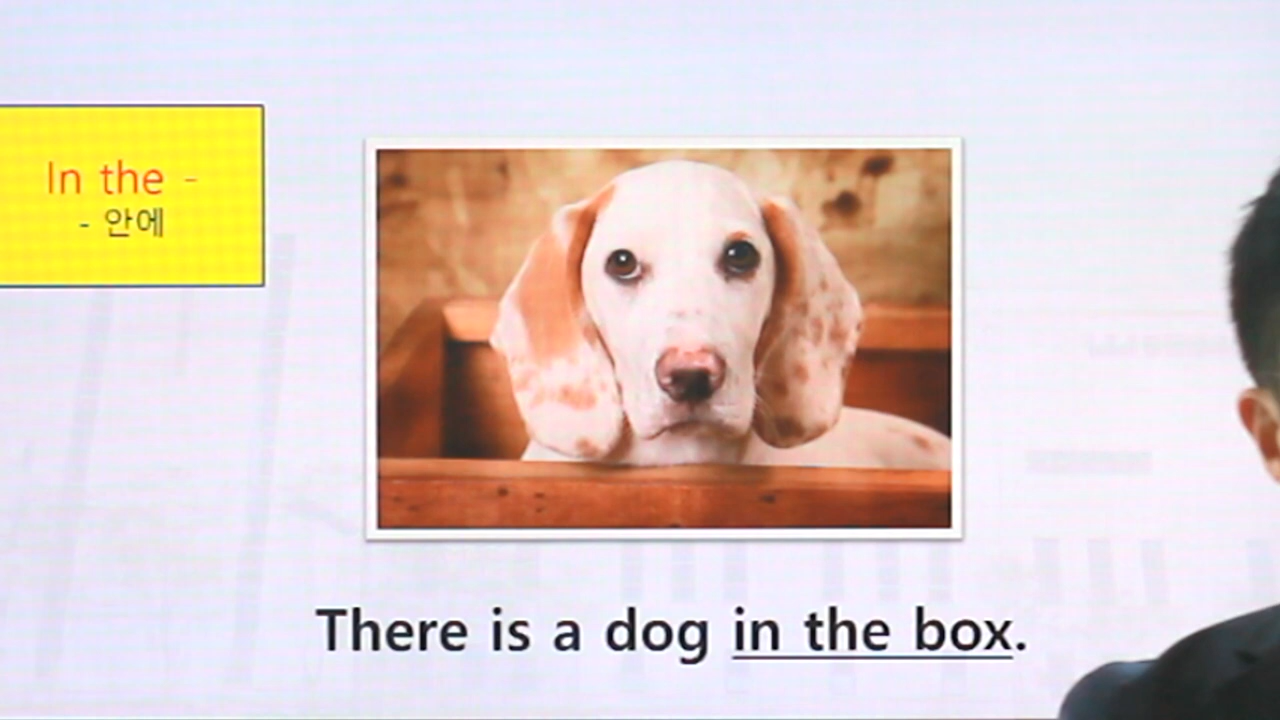 In the -
- 안에
There is a dog in the box.